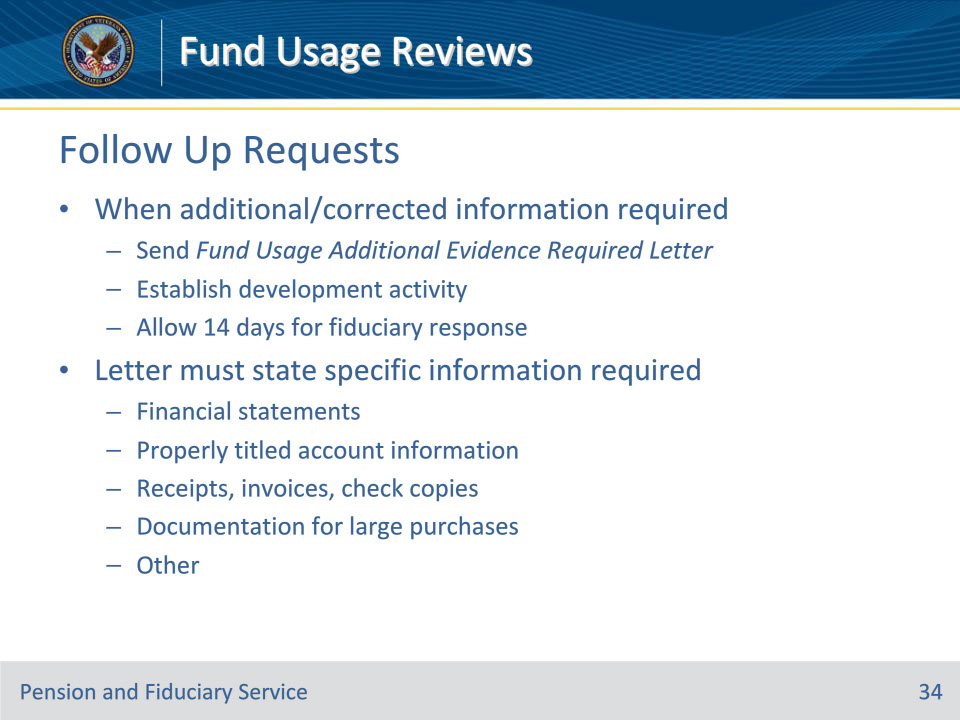 Fund Usage Reviews
Follow Up Requests
• When additional/corrected information required
– Send Fund Usage Additional Evidence Required Letter
– Establish development activity
– Allow 14 days for fiduciary response
• Letter must state specific information required
– Financial statements
– Properly titled account information
– Receipts, invoices, check copies
– Documentation for large purchases
– Other
Pension and Fiduciary Service
34